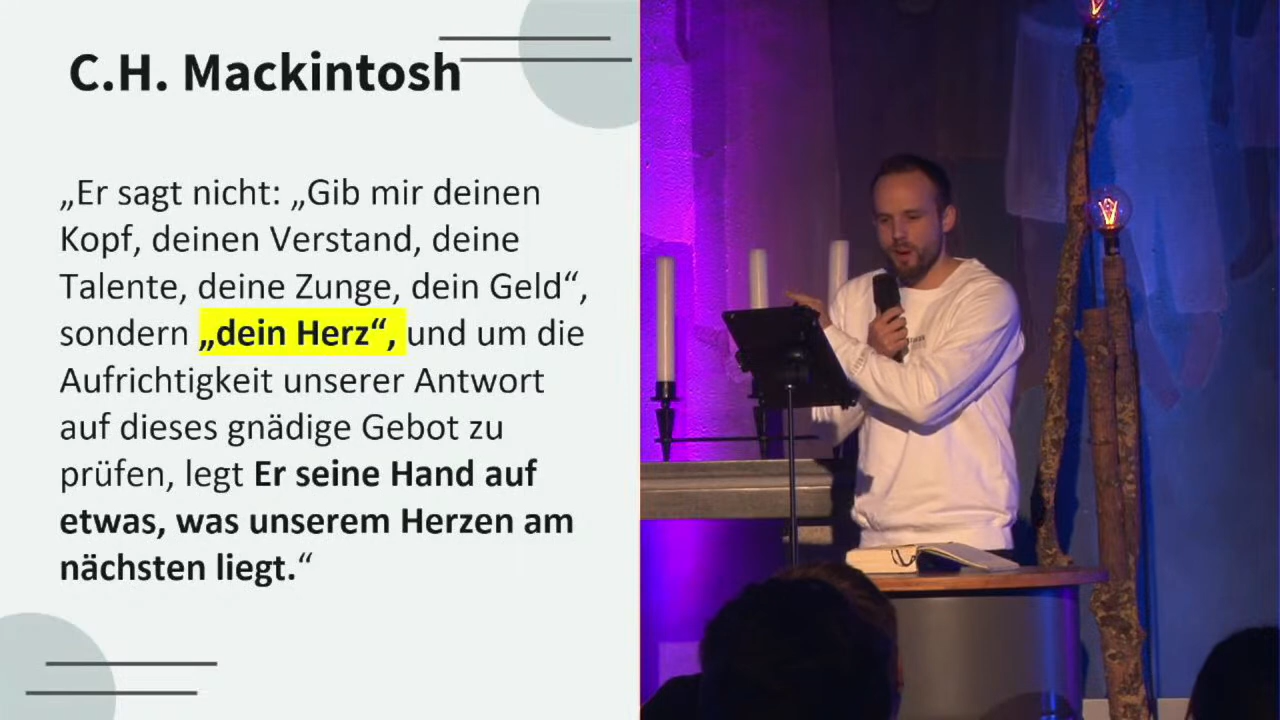 C.H. Mackintosh
„Er sagt nicht: „Gib mir deinen
Kopf, deinen Verstand, deine
Talente, deine Zunge, dein Geld“,
sondern „dein Herz“, und um die
Aufrichtigkeit unserer Antwort
auf dieses gnädige Gebot zu
prüfen, legt Er seine Hand auf
etwas, was unserem Herzen am
nächsten liegt.“